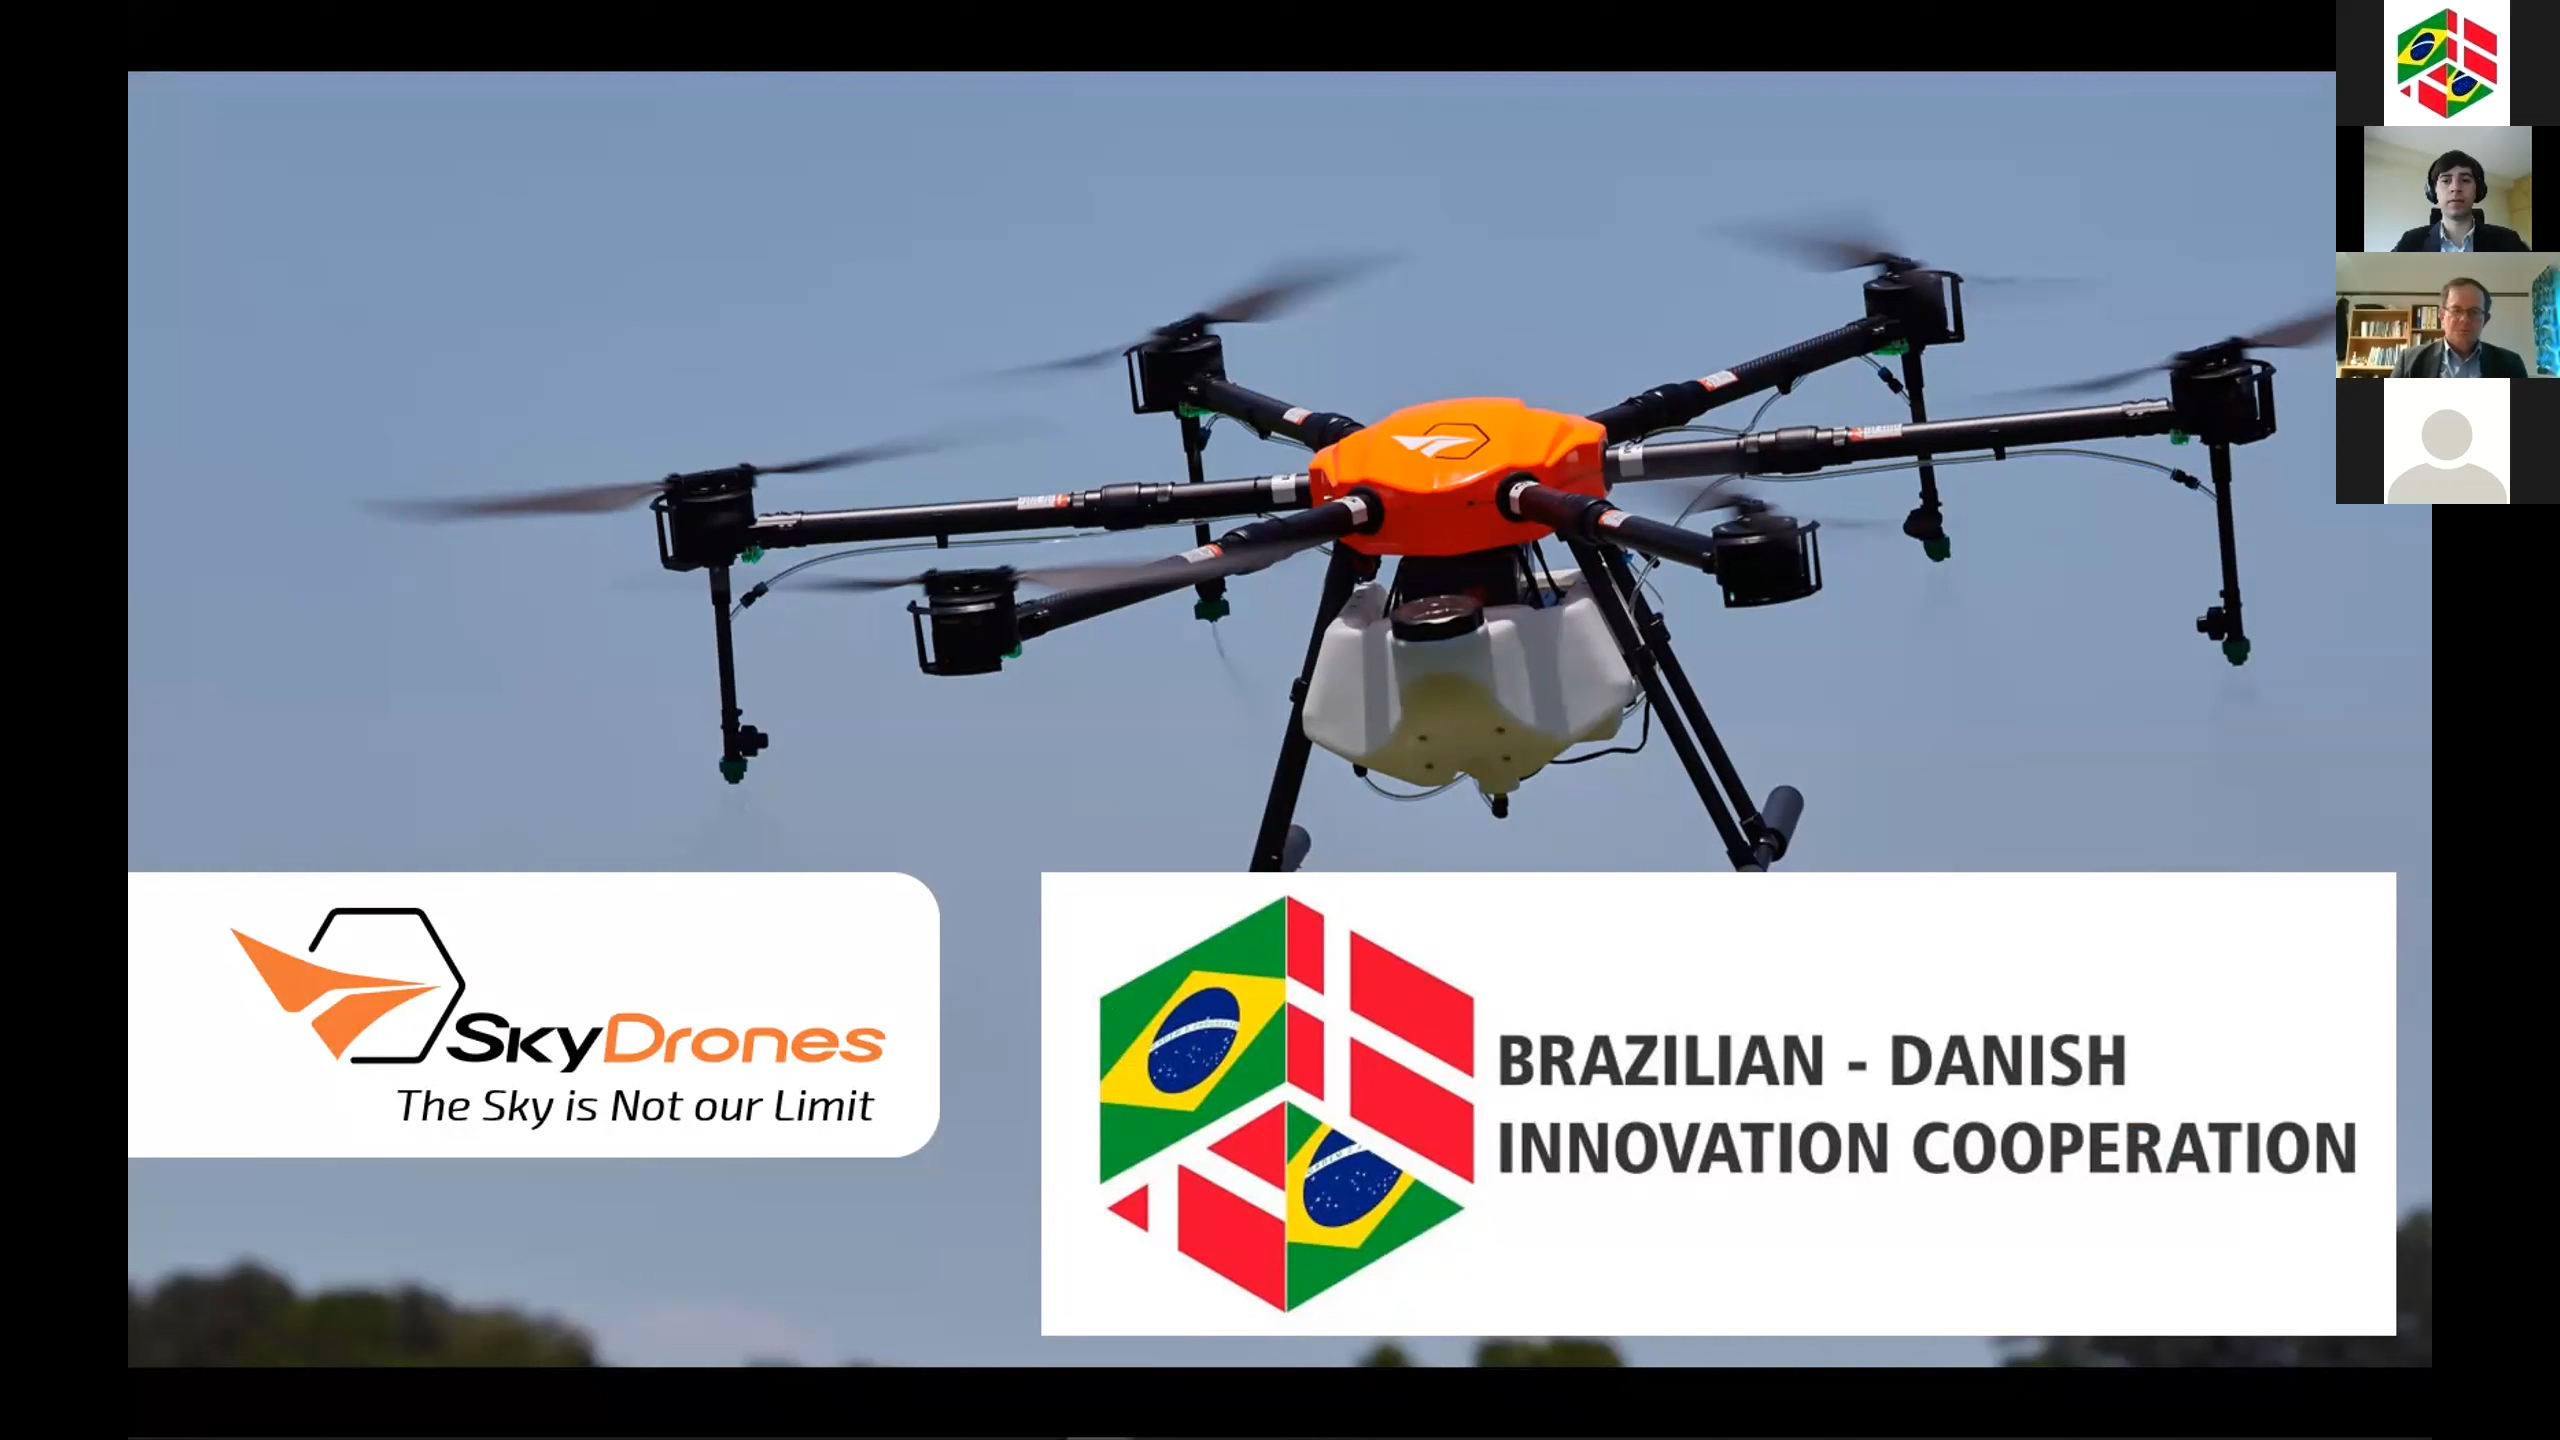 SkyDrones
The Sky is Not our Limit
BRAZILIAN - DANISH
INNOVATION COOPERATION